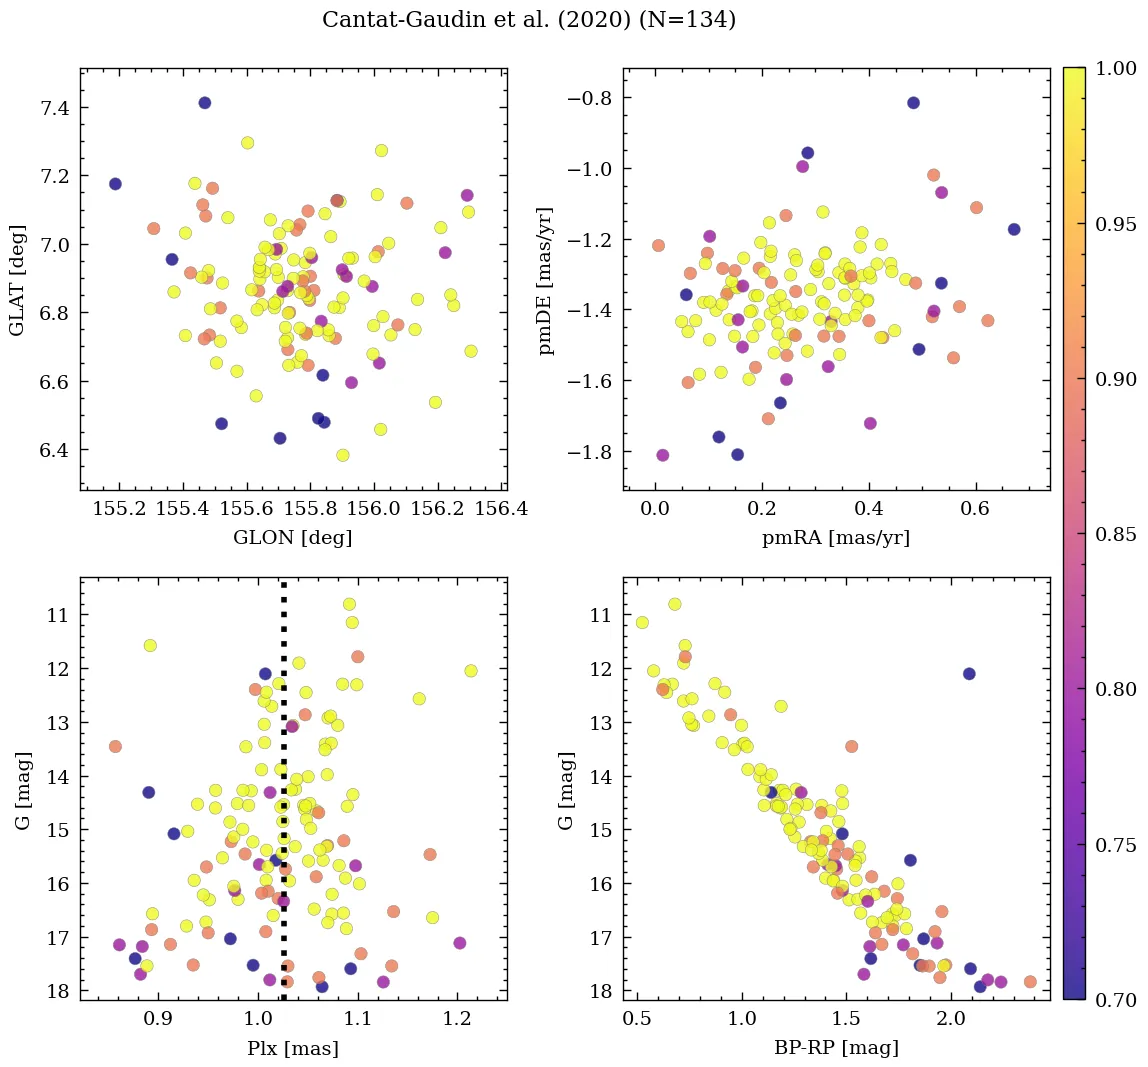 Cantat-Gaudin et al. (2020) (N=134)
7.4
7.2
7.0
6.8
6.6
6.4
GLAT [deg]
155.2 155.4 155.6 155.8 156.0 156.2 156.4
GLON [deg]
−0.8
−1.0
−1.2
−1.4
−1.6
−1.8
pmDE [mas/yr]
0.0 0.2 0.4 0.6
pmRA [mas/yr]
11
12
13
14
15
16
17
18
G [mag]
0.9 1.0 1.1 1.2
Plx [mas]
11
12
13
14
15
16
17
18
G [mag]
0.5 1.0 1.5 2.0
BP-RP [mag]
1.00
0.95
0.90
0.85
0.80
0.75
0.70